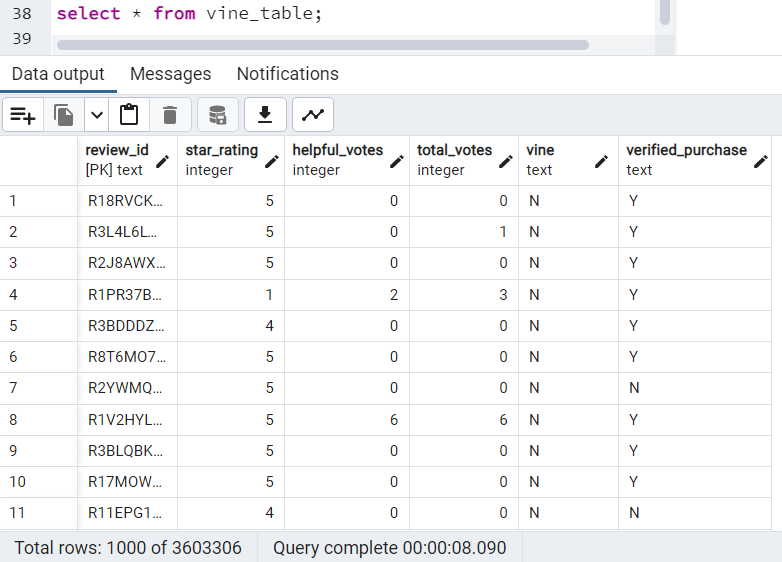 38 select * from vine_table;
39
Data output Messages Notifications
review_id star_rating helpful_votes total_votes vine verified_purchase
[PK] text integer integer integer text text
1 R18RVCK... 5 0 0 N Y
2 R3L4L6L... 5 0 1 N Y
3 R2J8AWX... 5 0 0 N Y
4 R1PR37B... 1 2 3 N Y
5 R3BDDDZ... 4 0 0 N Y
6 R8T6MO7... 5 0 0 N Y
7 R2YWMQ... 5 0 0 N N
8 R1V2HYL... 5 6 6 N Y
9 R3BLQBK... 5 0 0 N Y
10 R17MOW... 5 0 0 N Y
11 R11EPG1... 4 0 0 N N
Total rows: 1000 of 3603306 Query complete 00:00:08.090